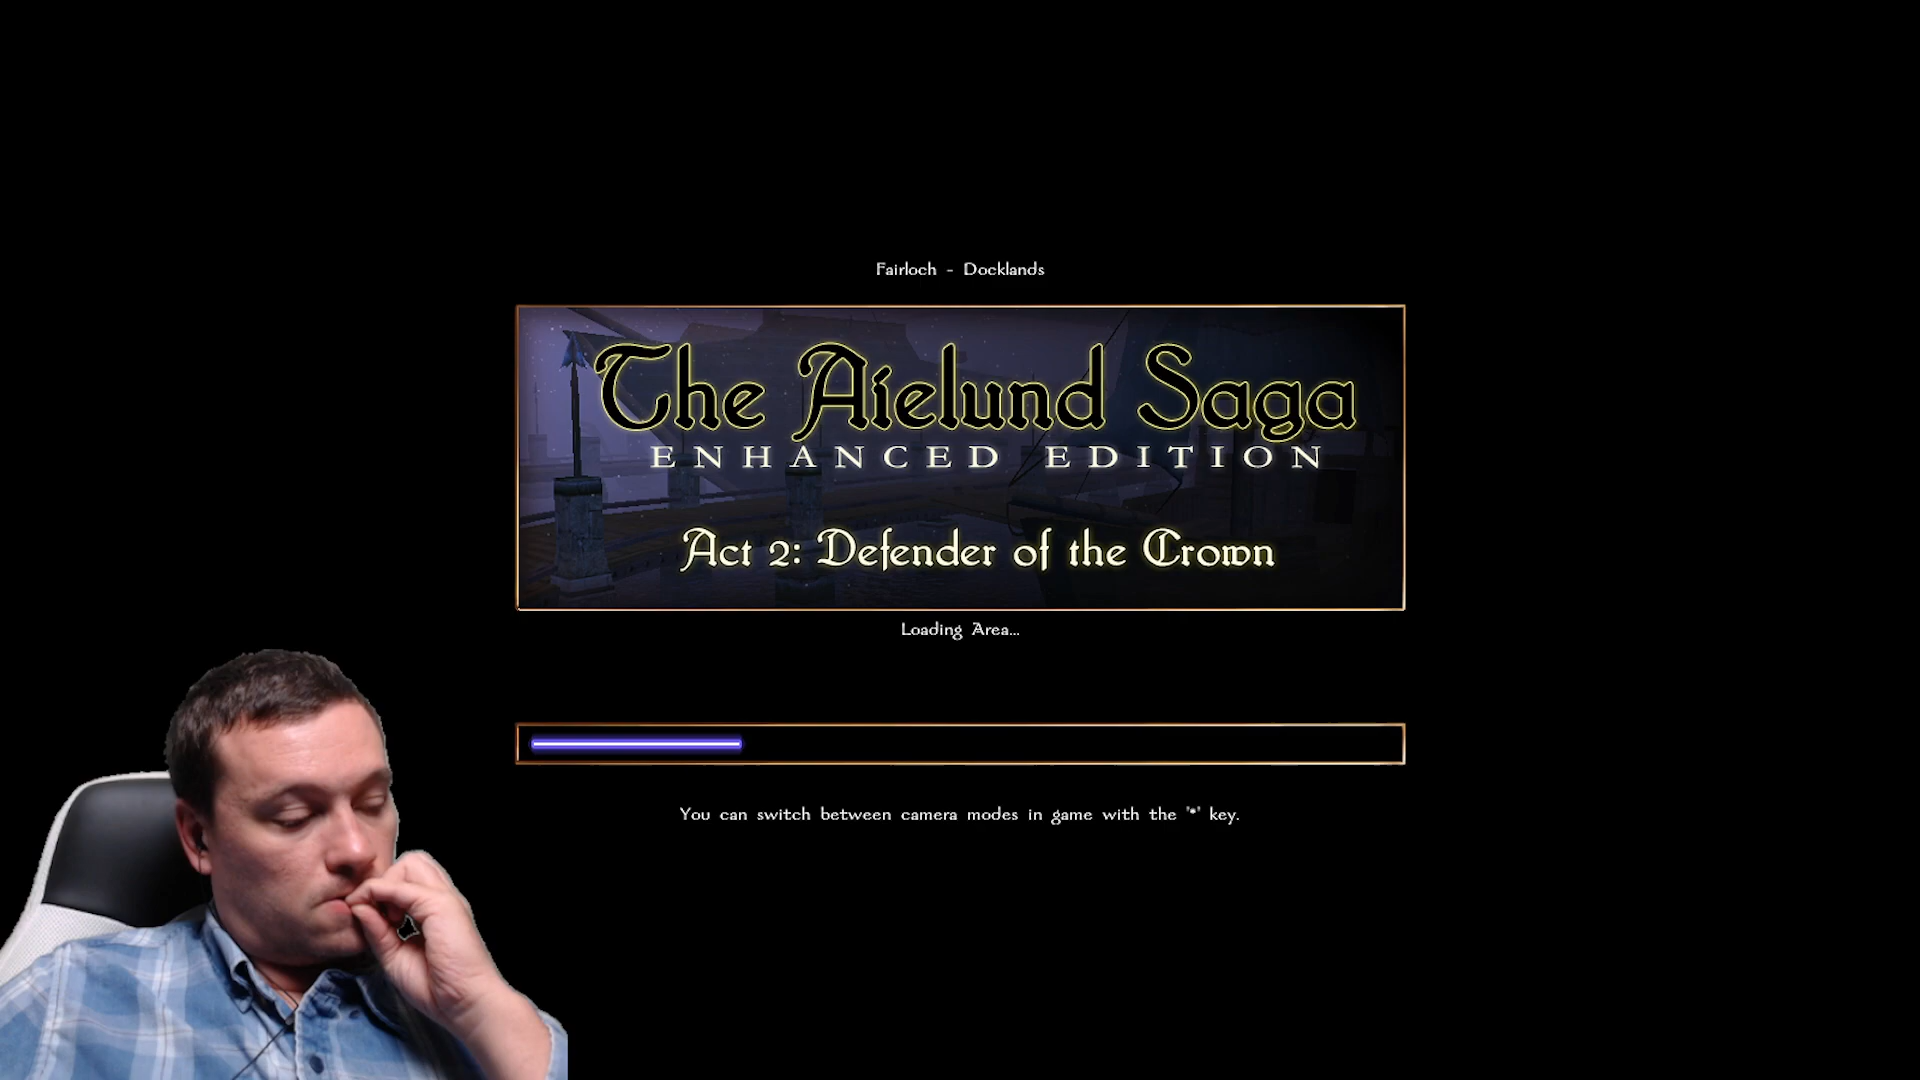 Fairloch - Docklands
The Aielund Saga
ENHANCED EDITION
Act 2: Defender of the Crown
Loading Area...
You can switch between camera modes in game with the '*' key.